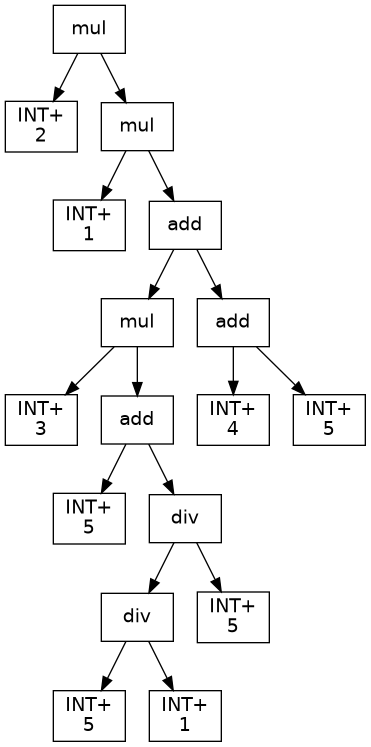 mul
INT+
2
mul
INT+
1
add
mul
add
INT+
3
add
INT+
4
INT+
5
INT+
5
div
div
INT+
5
INT+
5
INT+
1